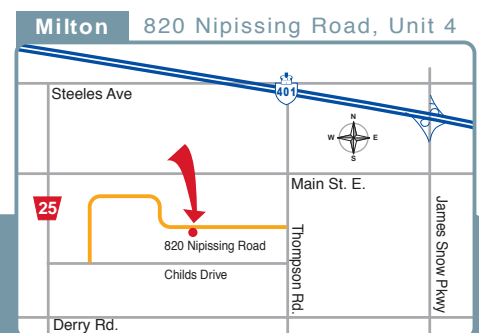 Milton 820 Nipissing Road, Unit 4
Steeles Ave
401
N
W E
S
Main St. E.
25
820 Nipissing Road
Thompson Rd.
James Snow Pkwy
Childs Drive
Derry Rd.